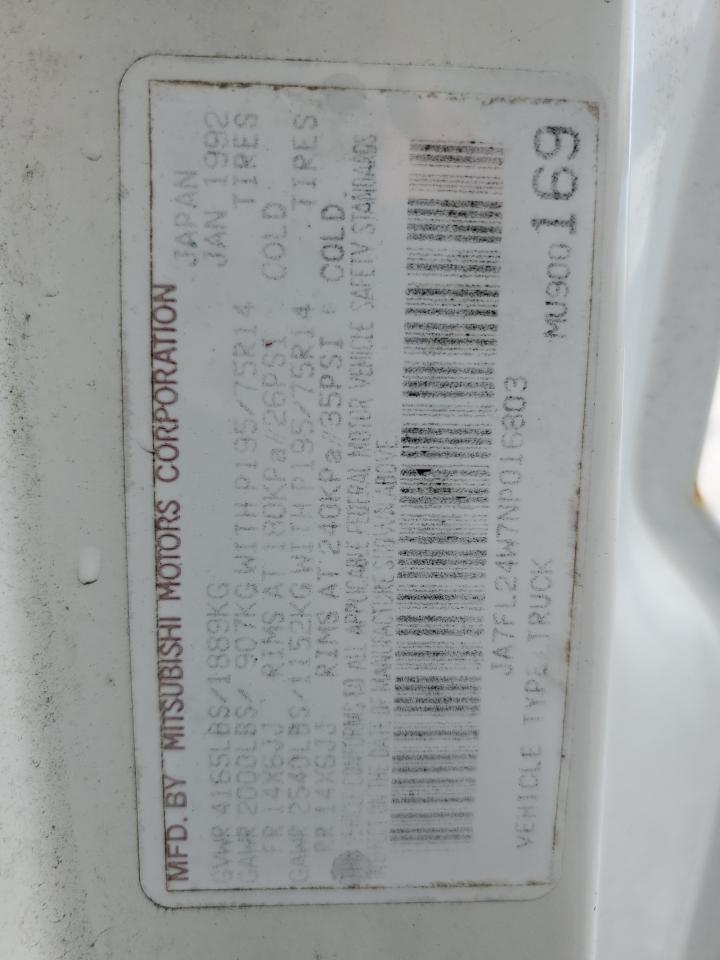 MFD. BY MITSUBISHI MOTORS CORPORATION
JAPAN
GVWR 4165LBS/1889KG JAN 1992
GAWR 2000LBS/ 907KG WITH P195/75R14 TIRES
FR 14X6JJ RIMS AT 180KPa//26PSI COLD
GAWR 2540LBS/1152KG WITH P195/75R14 TIRES
RR 14X6JJ RIMS AT 240KPa//35PSI COLD
THIS VEHICLE CONFORMS TO ALL APPLICABLE FEDERAL MOTOR VEHICLE SAFETY STANDARDS
IN EFFECT ON THE DATE OF MANUFACTURE SHOWN ABOVE.
JA7FL24W7NP016803
VEHICLE TYPE:TRUCK
MU900169